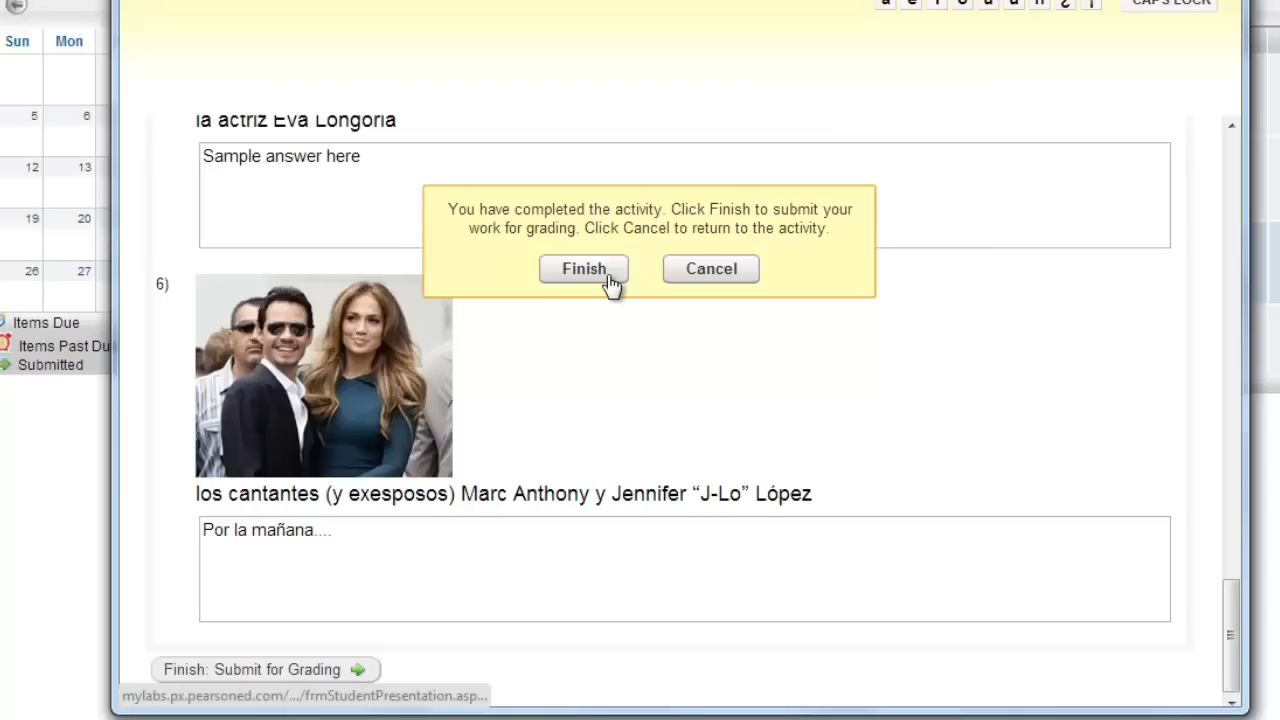 CAPS LOCK
Sun Mon
5 6
12 13
19 20
26 27
Items Due
Items Past Du
Submitted
la actriz Eva Longoria
Sample answer here
You have completed the activity. Click Finish to submit your
work for grading. Click Cancel to return to the activity.
Finish Cancel
6)
los cantantes (y exesposos) Marc Anthony y Jennifer “J-Lo” López
Por la mañana....
Finish: Submit for Grading
mylabs.px.pearsoned.com/.../frmStudentPresentation.asp...